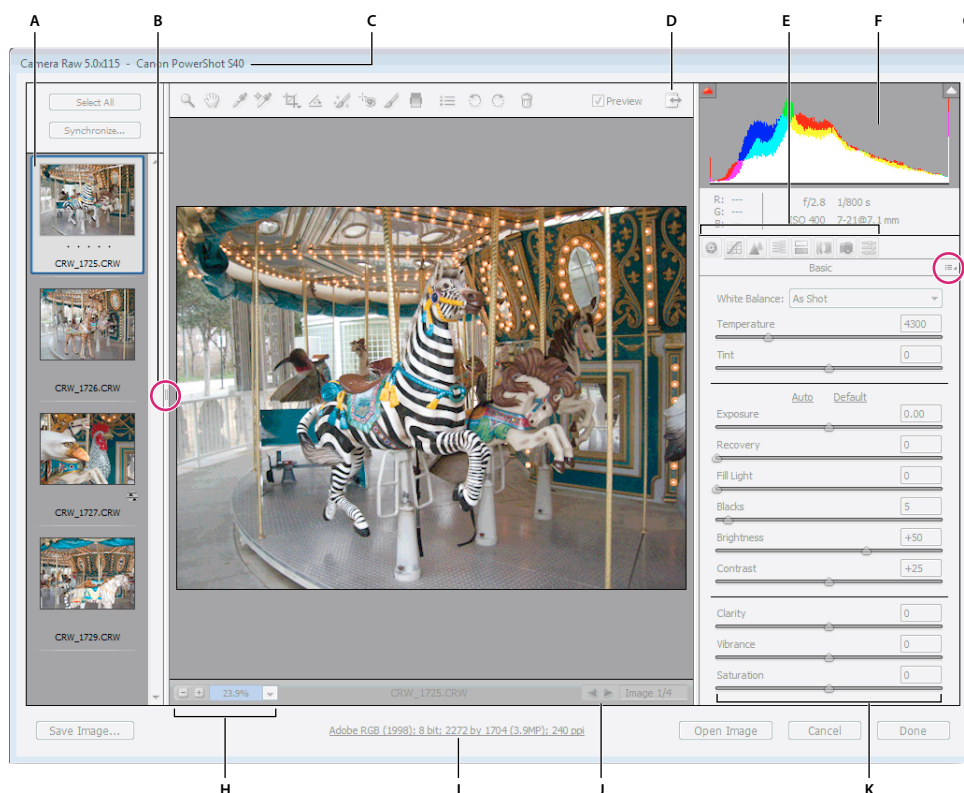 A
B
C
D
E
F
Camera Raw 5.0x115 - Canon PowerShot S40
Select All
Synchronize...
Preview
CRW_1725.CRW
CRW_1726.CRW
CRW_1727.CRW
CRW_1729.CRW
R: ---
G: ---
B:
f/2.8 1/800 s
ISO 400 7-21@7.1 mm
Basic
White Balance: As Shot
Temperature 4300
Tint 0
Auto Default
Exposure 0.00
Recovery 0
Fill Light 0
Blacks 5
Brightness +50
Contrast +25
Clarity 0
Vibrance 0
Saturation 0
23.9%
CRW_1725.CRW
Image 1/4
Save Image...
Adobe RGB (1998); 8 bit; 2272 by 1704 (3.9MP); 240 ppi
Open Image
Cancel
Done
H
I
J
K